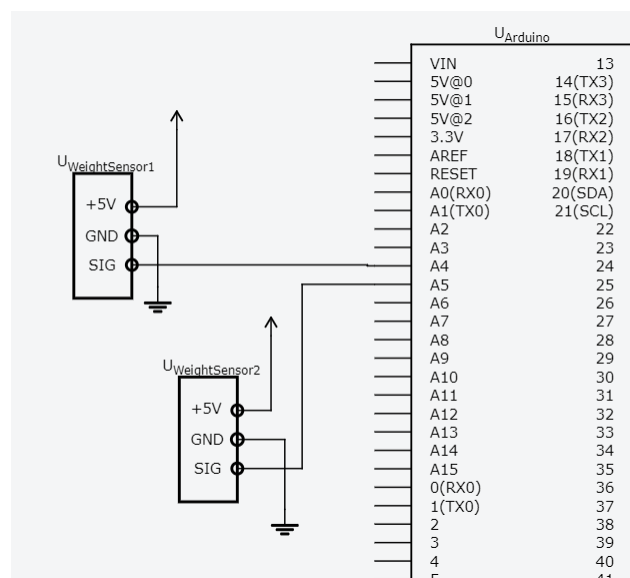 UArduino
VIN 13
5V@0 14(TX3)
5V@1 15(RX3)
5V@2 16(TX2)
3.3V 17(RX2)
AREF 18(TX1)
RESET 19(RX1)
A0(RX0) 20(SDA)
A1(TX0) 21(SCL)
A2 22
A3 23
A4 24
A5 25
A6 26
A7 27
A8 28
A9 29
A10 30
A11 31
A12 32
A13 33
A14 34
A15 35
0(RX0) 36
1(TX0) 37
2 38
3 39
4 40
UWeightSensor1
+5V
GND
SIG
UWeightSensor2
+5V
GND
SIG